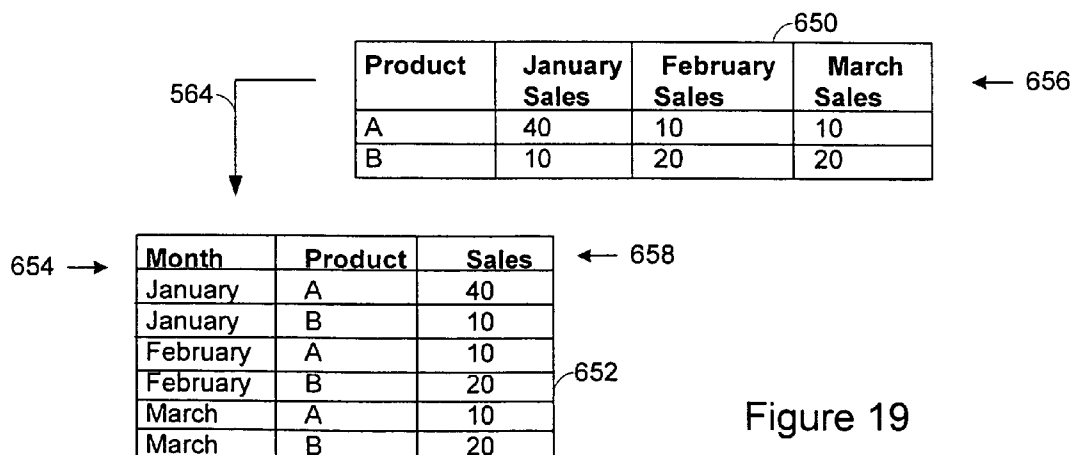 650
Product January Sales February Sales March Sales
656
A 40 10 10
B 10 20 20
564
654
Month Product Sales
658
January A 40
January B 10
February A 10
February B 20
652
March A 10
March B 20
Figure 19